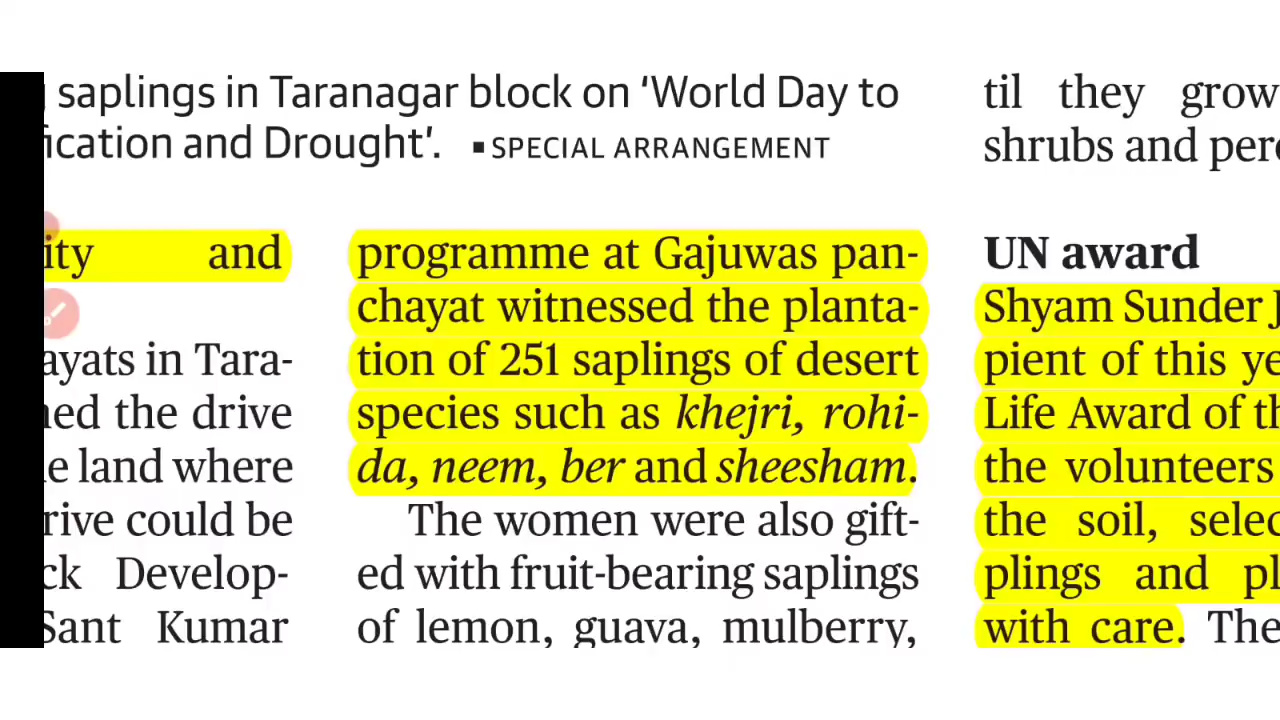 saplings in Taranagar block on ‘World Day to
fication and Drought’. ▪ SPECIAL ARRANGEMENT
ity and
ayats in Tara-
ned the drive
e land where
rive could be
ck Develop-
Sant Kumar
programme at Gajuwas pan-
chayat witnessed the planta-
tion of 251 saplings of desert
species such as khejri, rohi-
da, neem, ber and sheesham.
The women were also gift-
ed with fruit-bearing saplings
of lemon, guava, mulberry,
til they grow
shrubs and pere
UN award
Shyam Sunder J
pient of this ye
Life Award of th
the volunteers
the soil, selec
plings and pl
with care. The